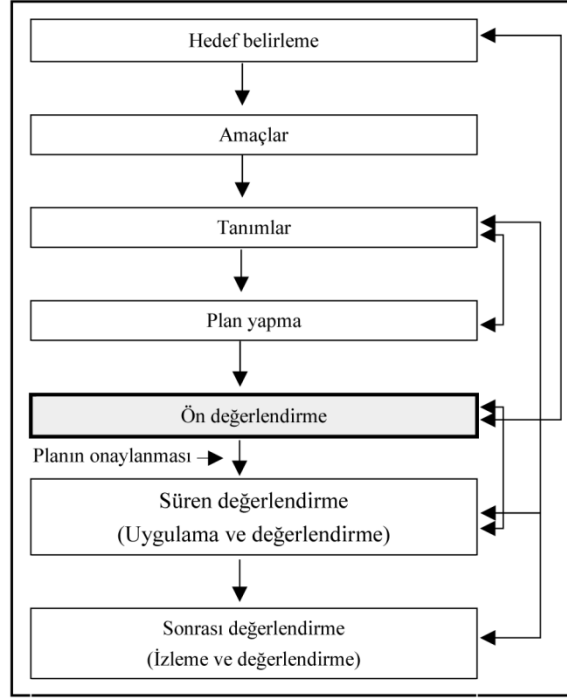 Hedef belirleme
Amaçlar
Tanımlar
Plan yapma
Ön değerlendirme
Planın onaylanması
Süren değerlendirme
(Uygulama ve değerlendirme)
Sonrası değerlendirme
(İzleme ve değerlendirme)